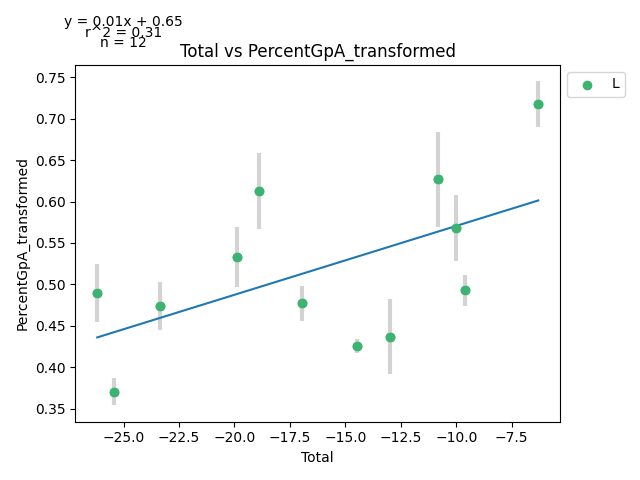 y = 0.01x + 0.65
r^2 = 0.31
n = 12
Total vs PercentGpA_transformed
L
0.75
0.70
0.65
0.60
0.55
0.50
0.45
0.40
0.35
PercentGpA_transformed
−25.0 −22.5 −20.0 −17.5 −15.0 −12.5 −10.0 −7.5
Total